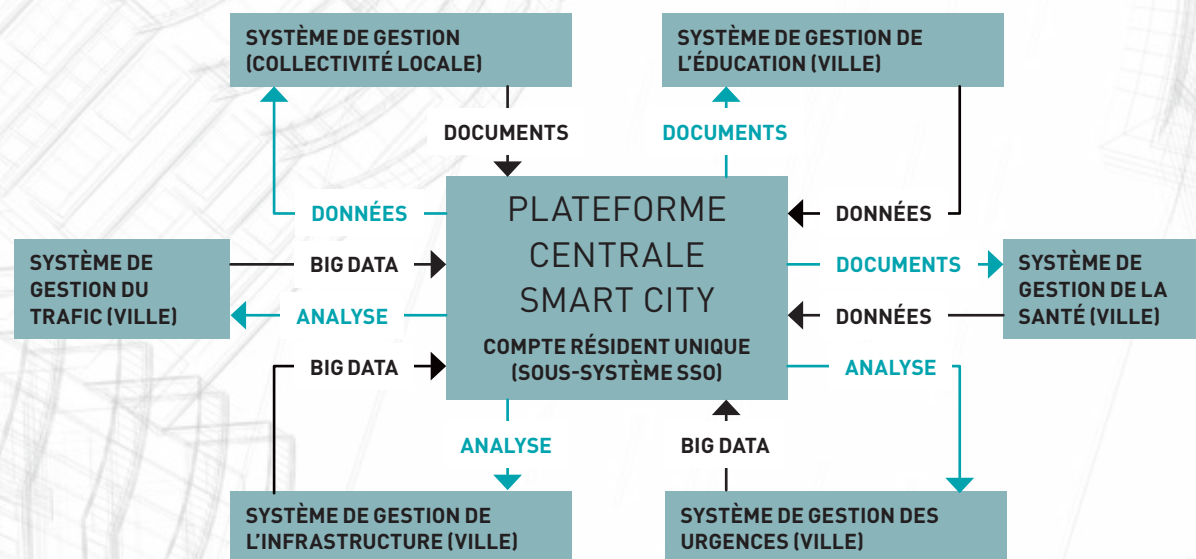 SYSTÈME DE GESTION
(COLLECTIVITÉ LOCALE)
SYSTÈME DE GESTION DE
L’ÉDUCATION (VILLE)
DOCUMENTS
DOCUMENTS
PLATEFORME
CENTRALE
SMART CITY
COMPTE RÉSIDENT UNIQUE
(SOUS-SYSTÈME SSO)
DONNÉES
DONNÉES
SYSTÈME DE
GESTION DU
TRAFIC (VILLE)
BIG DATA
ANALYSE
BIG DATA
DOCUMENTS
DONNÉES
ANALYSE
SYSTÈME DE
GESTION DE LA
SANTÉ (VILLE)
ANALYSE
BIG DATA
SYSTÈME DE GESTION DE
L’INFRASTRUCTURE (VILLE)
SYSTÈME DE GESTION DES
URGENCES (VILLE)